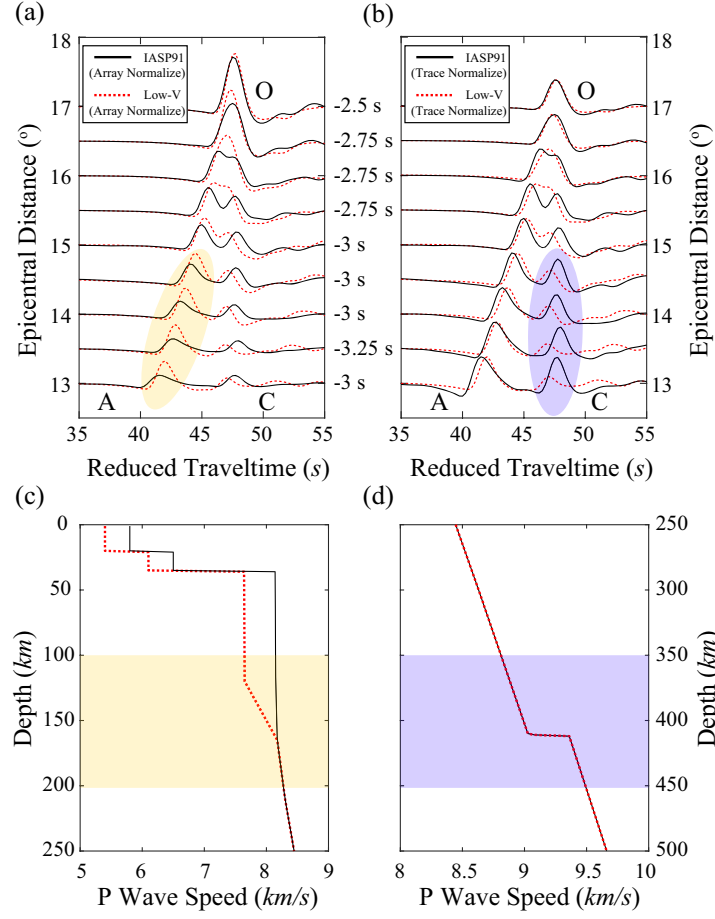 (a)
(b)
18
17
16
15
14
13
Epicentral Distance (°)
IASP91
(Array Normalize)
Low-V
(Array Normalize)
O
A
C
-2.5 s
-2.75 s
-2.75 s
-2.75 s
-3 s
-3 s
-3 s
-3.25 s
-3 s
35
40
45
50
55
Reduced Traveltime (s)
IASP91
(Trace Normalize)
Low-V
(Trace Normalize)
O
A
C
18
17
16
15
14
13
Epicentral Distance (°)
35
40
45
50
55
Reduced Traveltime (s)
(c)
0
50
100
150
200
250
Depth (km)
5
6
7
8
9
P Wave Speed (km/s)
(d)
250
300
350
400
450
500
Depth (km)
8
8.5
9
9.5
10
P Wave Speed (km/s)